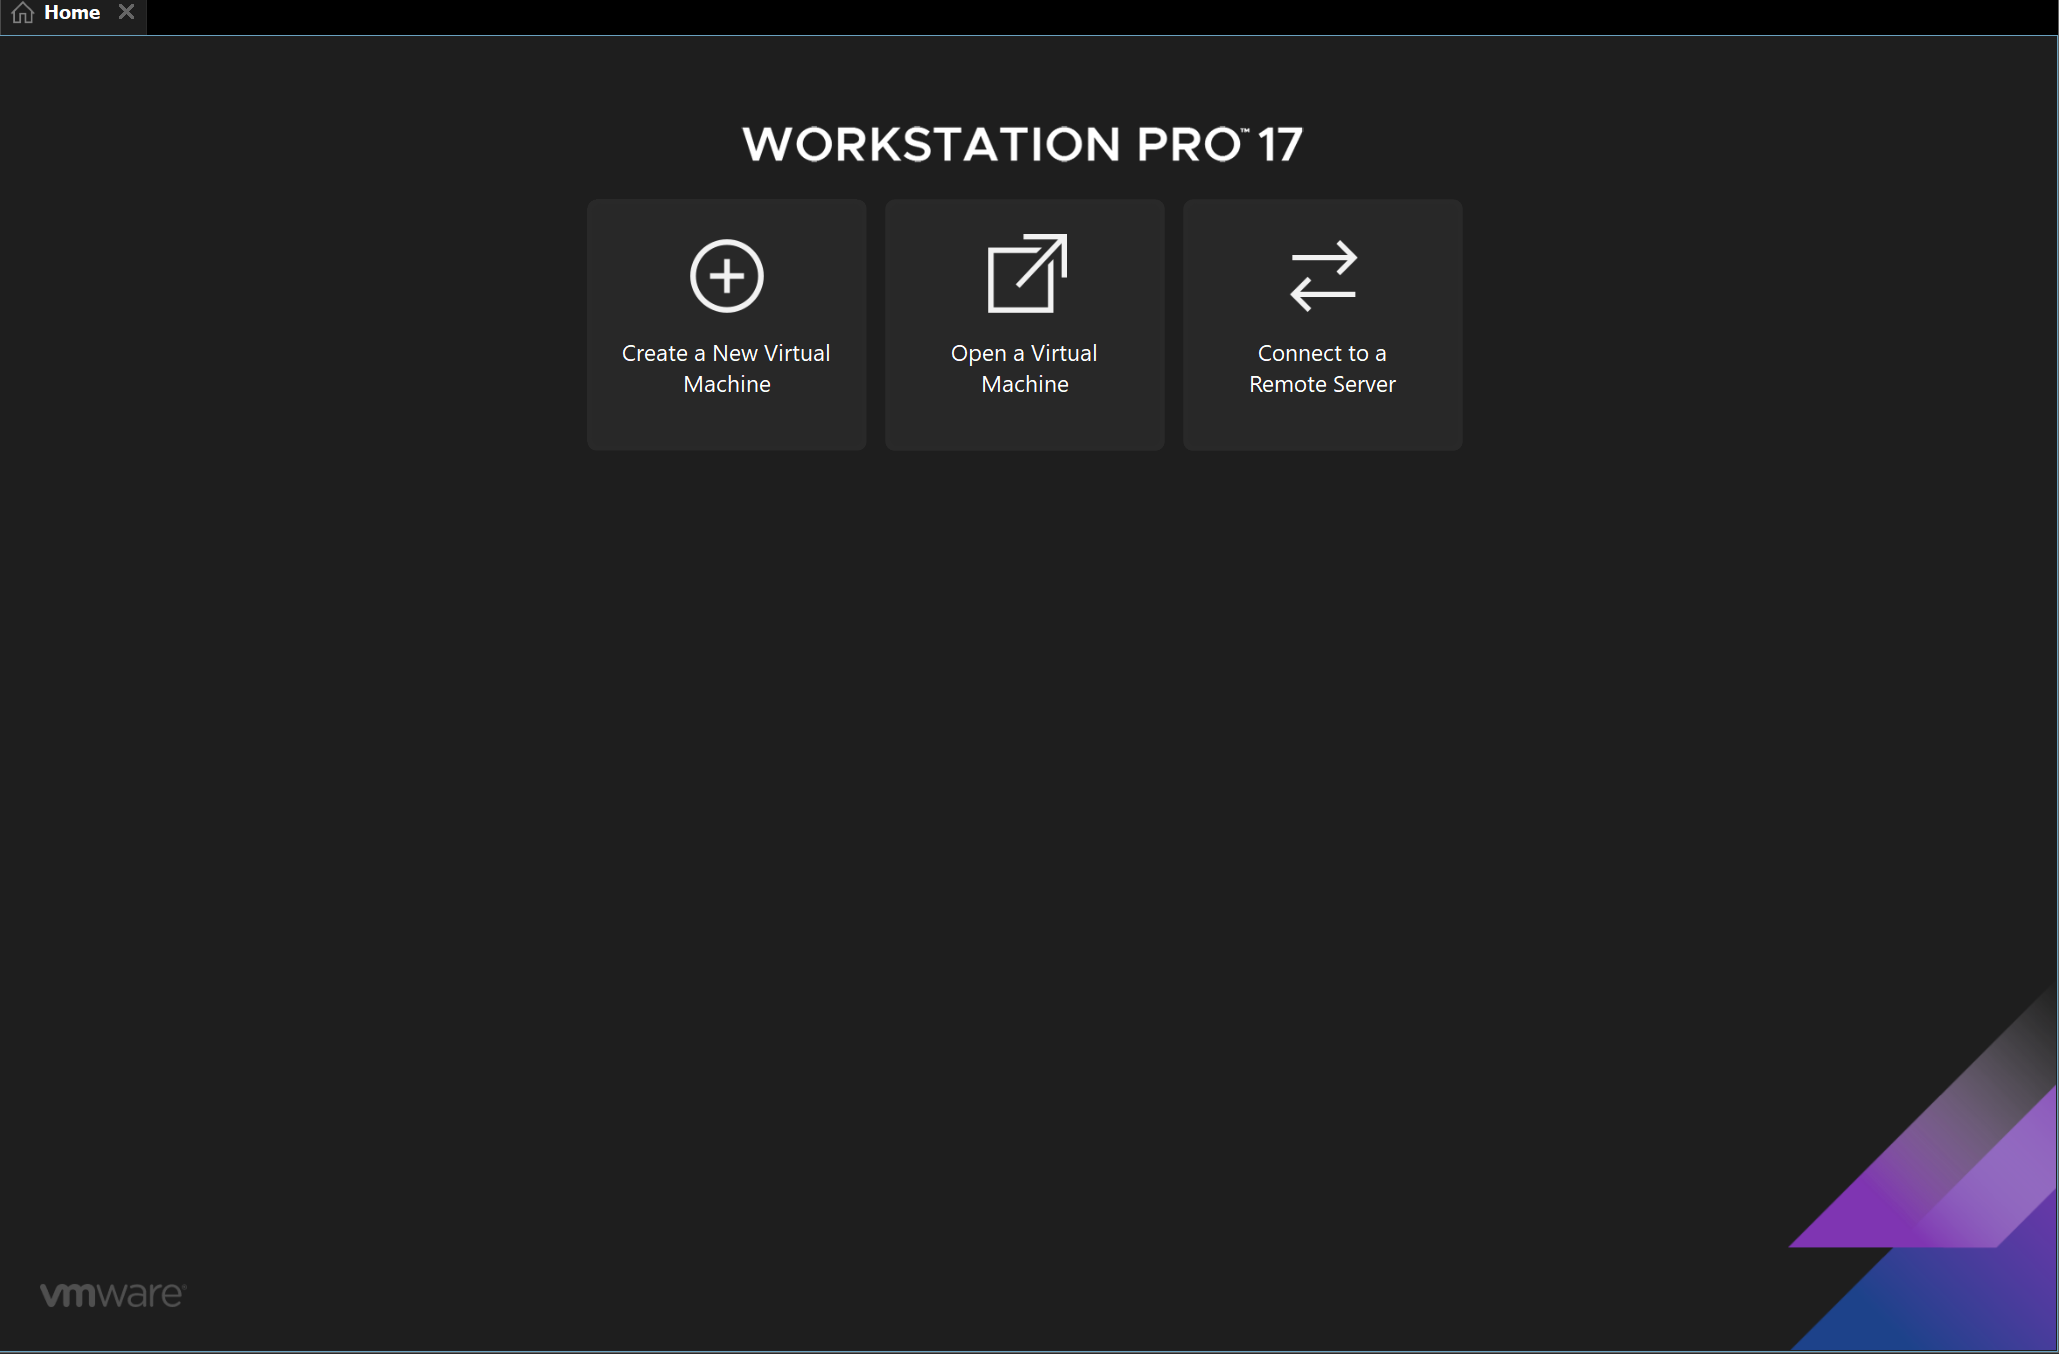 Home
WORKSTATION PRO™ 17
Create a New Virtual
Machine
Open a Virtual
Machine
Connect to a
Remote Server
vmware®